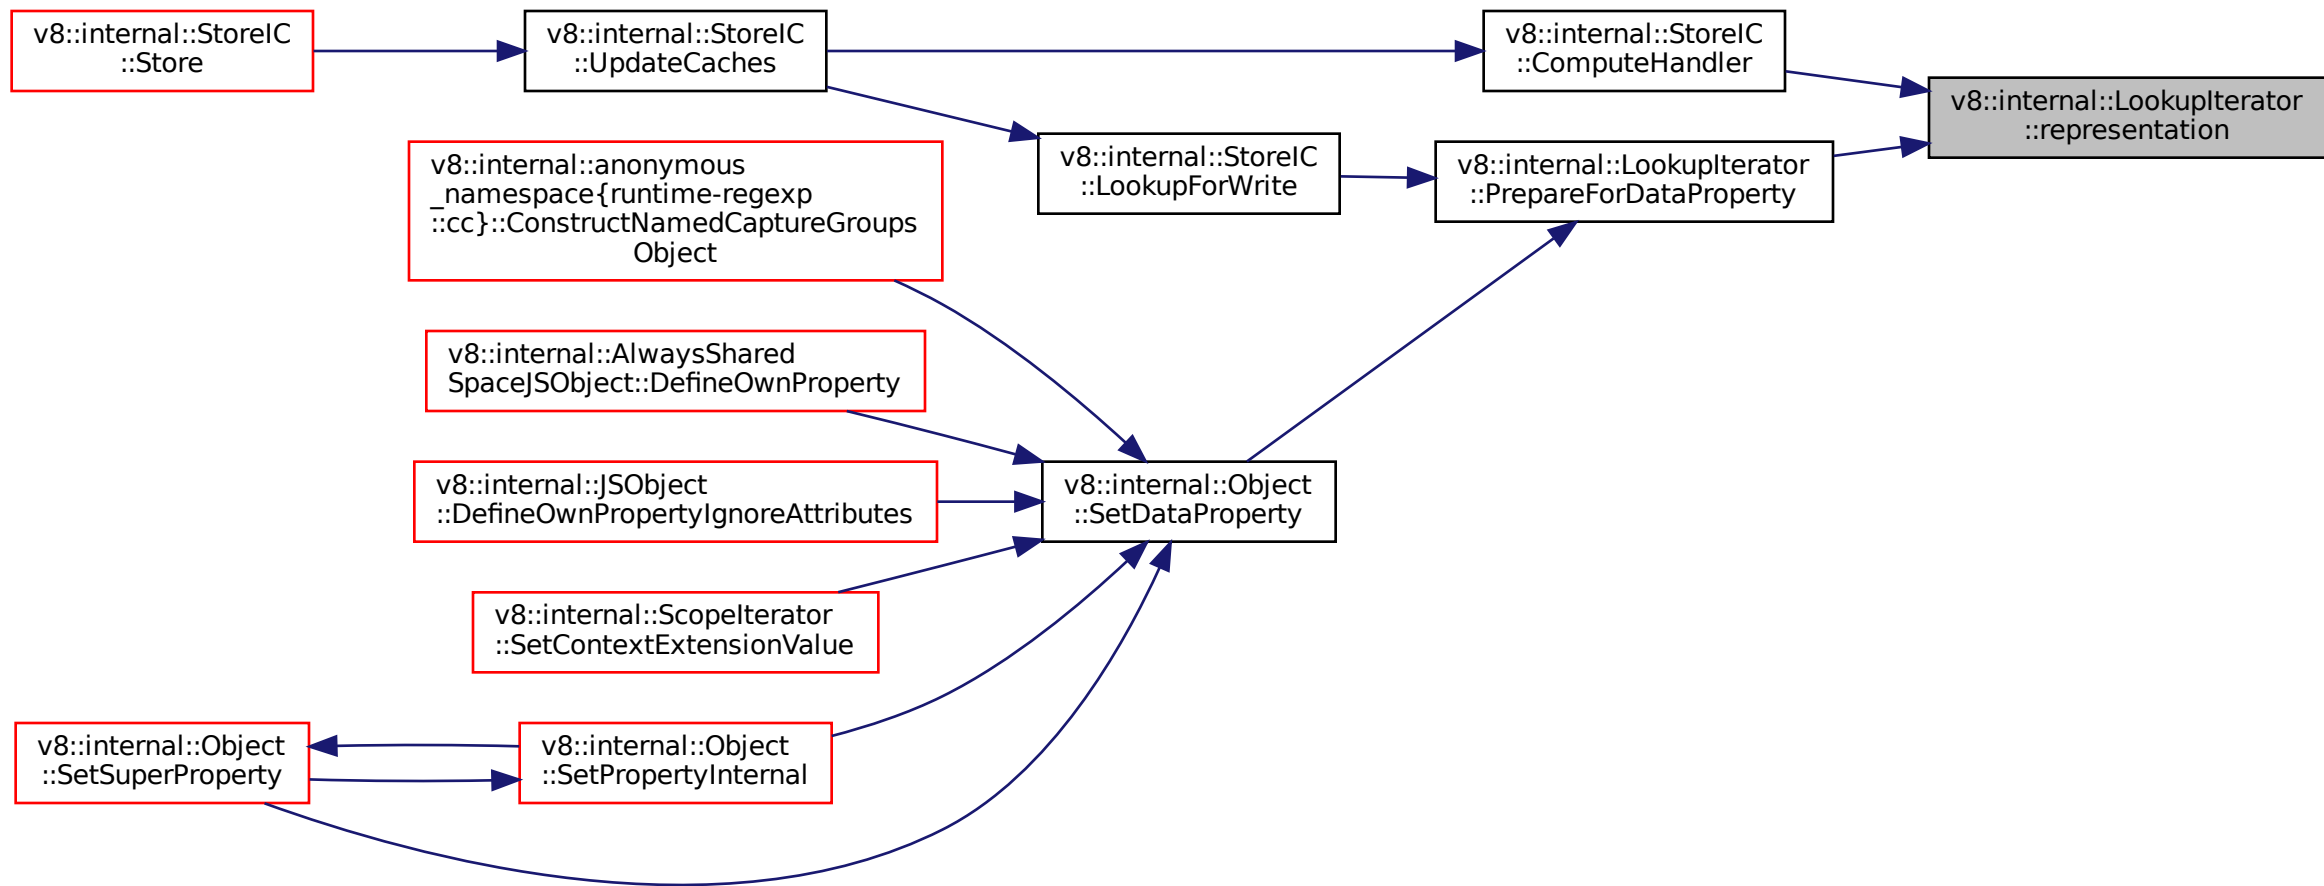 v8::internal::StoreIC
::Store
v8::internal::StoreIC
::UpdateCaches
v8::internal::StoreIC
::ComputeHandler
v8::internal::LookupIterator
::representation
v8::internal::StoreIC
::LookupForWrite
v8::internal::LookupIterator
::PrepareForDataProperty
v8::internal::anonymous
_namespace{runtime-regexp
::cc}::ConstructNamedCaptureGroups
Object
v8::internal::AlwaysShared
SpaceJSObject::DefineOwnProperty
v8::internal::JSObject
::DefineOwnPropertyIgnoreAttributes
v8::internal::Object
::SetDataProperty
v8::internal::ScopeIterator
::SetContextExtensionValue
v8::internal::Object
::SetSuperProperty
v8::internal::Object
::SetPropertyInternal